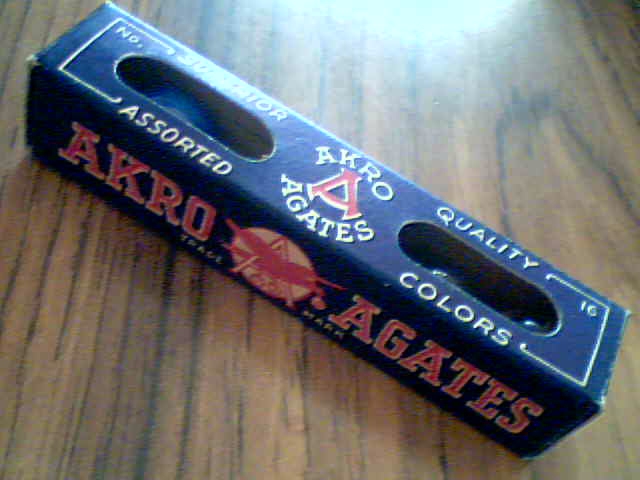 No. 16
SUPERIOR QUALITY
ASSORTED COLORS
AKRO
A
AGATES
AKRO AGATES
TRADE MARK